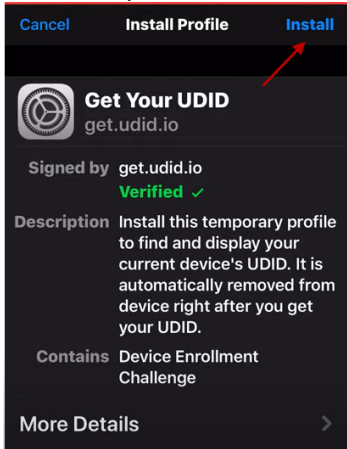 Cancel Install Profile Install
Get Your UDID
get.udid.io
Signed by get.udid.io
Verified ✓
Description Install this temporary profile
to find and display your
current device's UDID. It is
automatically removed from
device right after you get
your UDID.
Contains Device Enrollment
Challenge
More Details